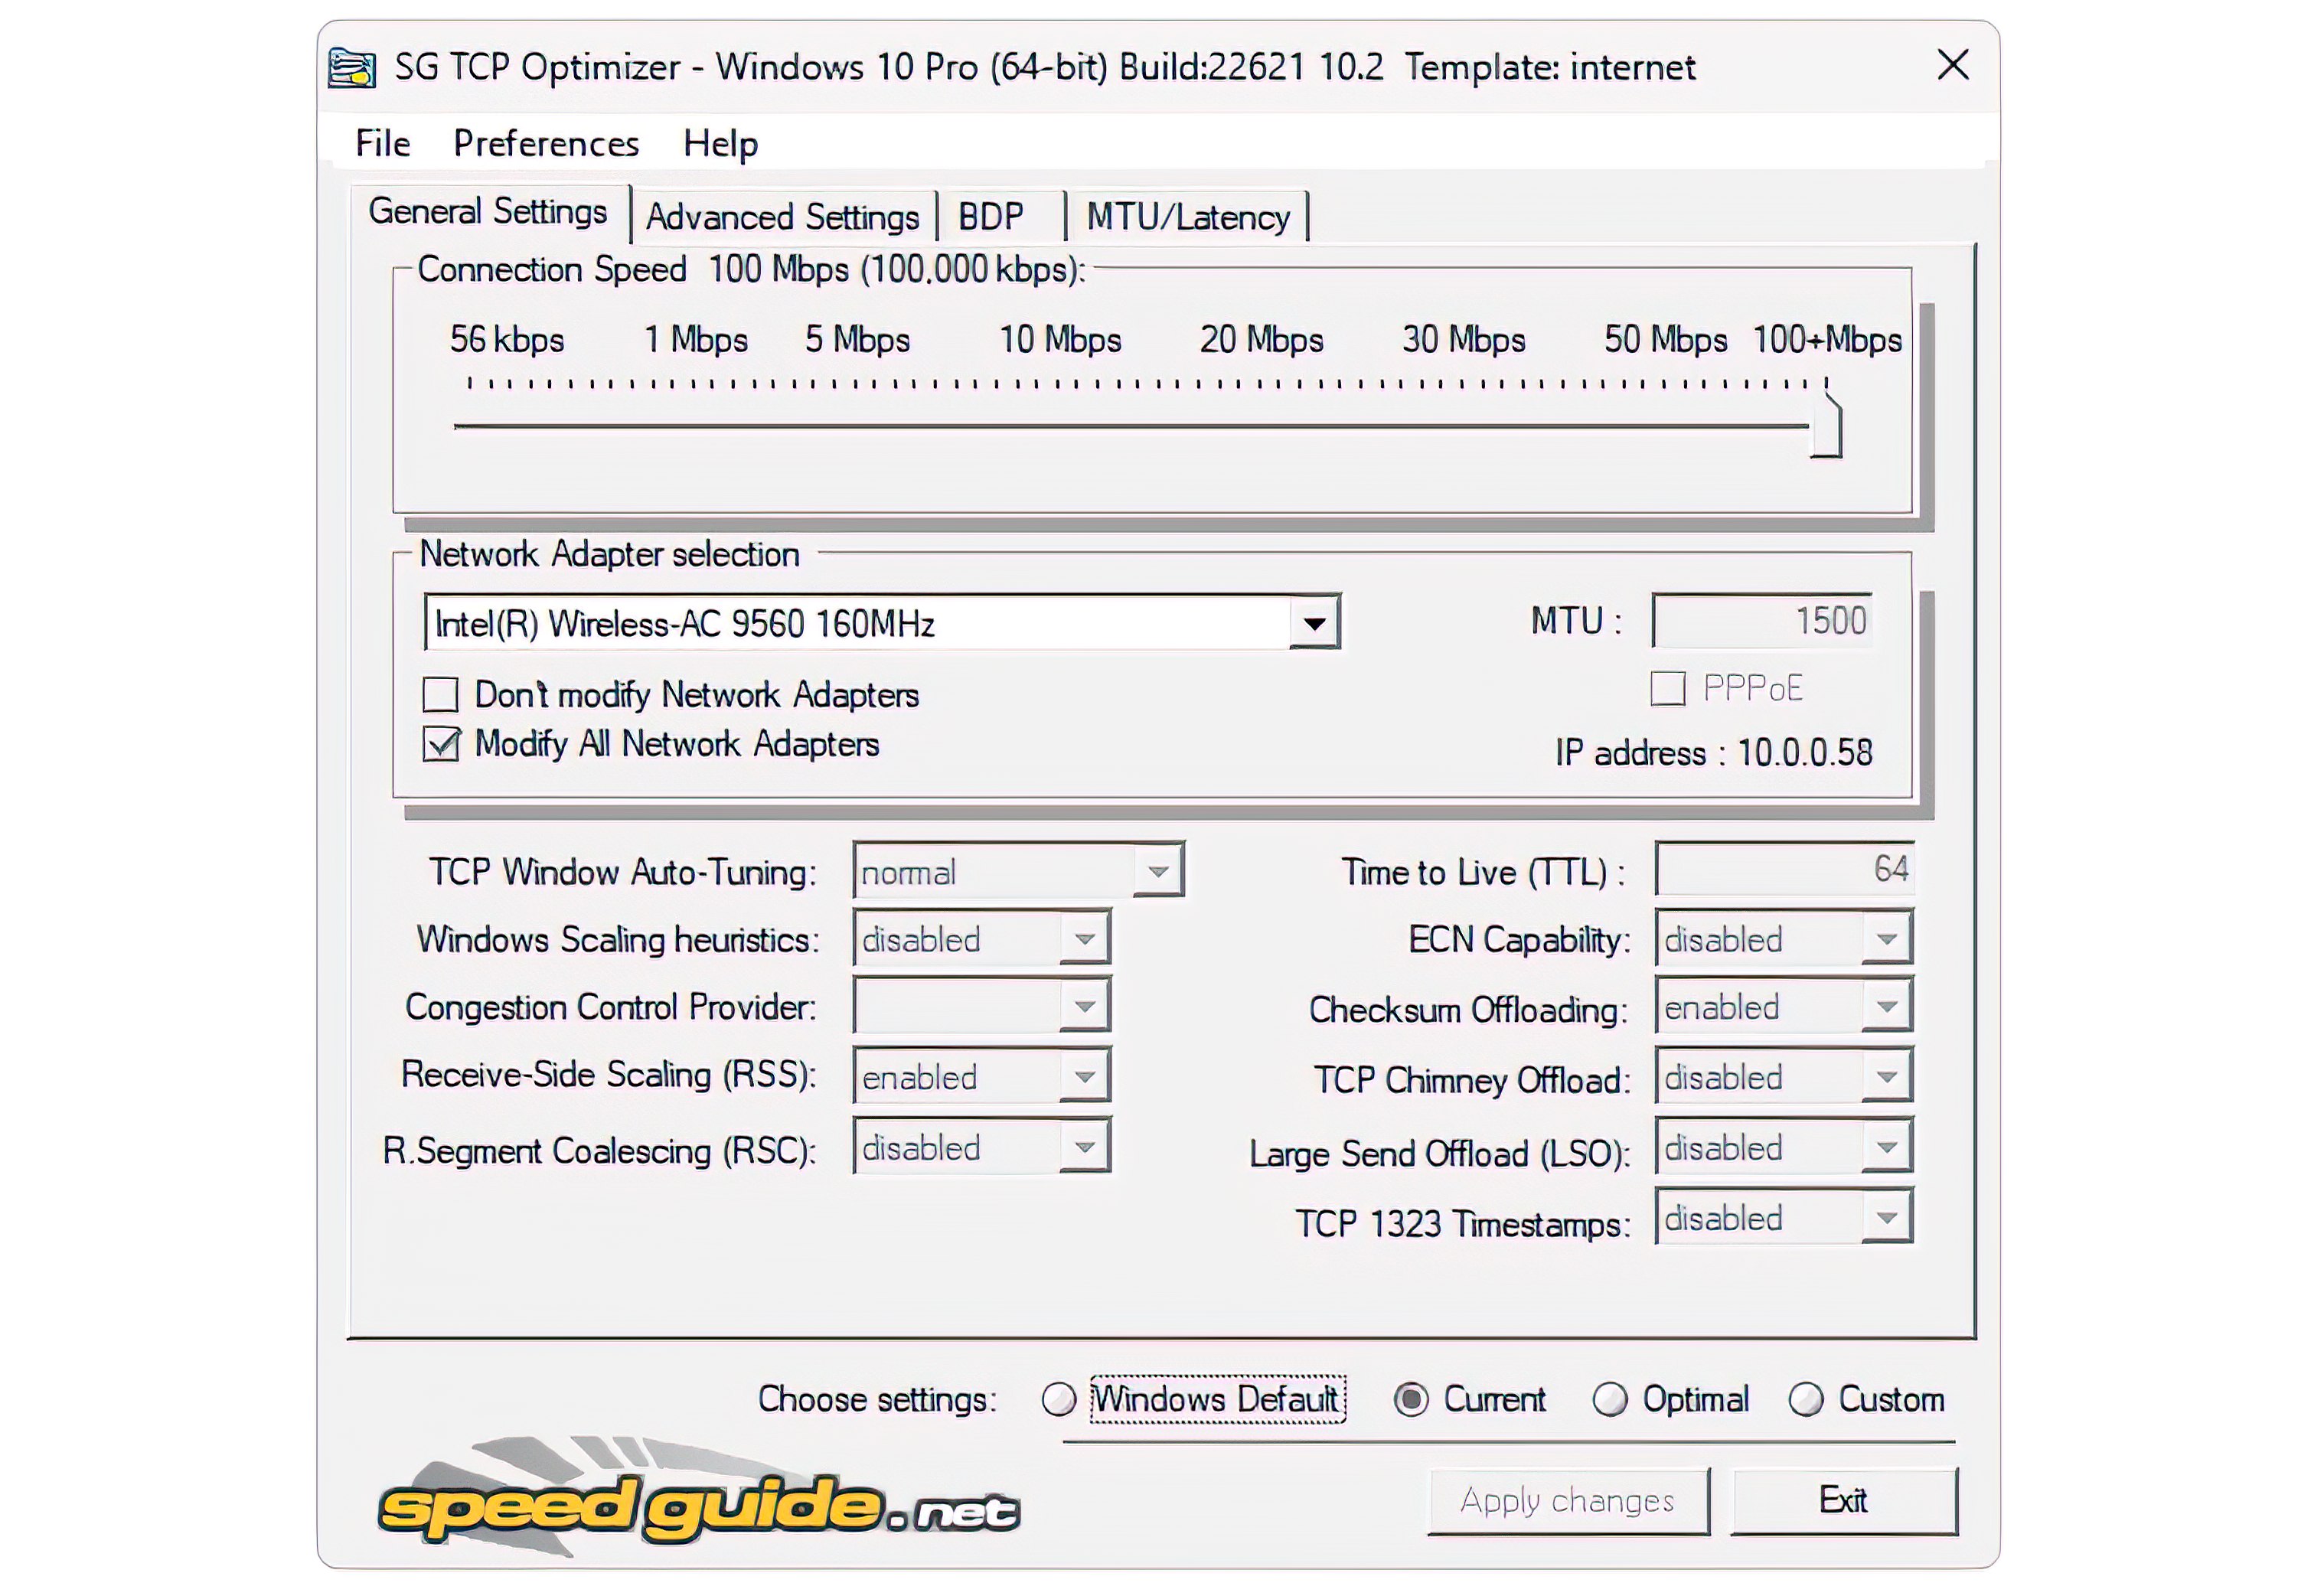 SG TCP Optimizer - Windows 10 Pro (64-bit) Build:22621 10.2 Template: internet
File Preferences Help
General Settings Advanced Settings BDP MTU/Latency
Connection Speed 100 Mbps (100.000 kbps):
56 kbps 1 Mbps 5 Mbps 10 Mbps 20 Mbps 30 Mbps 50 Mbps 100+Mbps
Network Adapter selection
Intel(R) Wireless-AC 9560 160MHz
MTU : 1500
Don't modify Network Adapters
PPPoE
Modify All Network Adapters
IP address : 10.0.0.58
TCP Window Auto-Tuning: normal
Time to Live (TTL) : 64
Windows Scaling heuristics: disabled
ECN Capability: disabled
Congestion Control Provider:
Checksum Offloading: enabled
Receive-Side Scaling (RSS): enabled
TCP Chimney Offload: disabled
R.Segment Coalescing (RSC): disabled
Large Send Offload (LSO): disabled
TCP 1323 Timestamps: disabled
Choose settings: Windows Default Current Optimal Custom
speedguide.net
Apply changes Exit